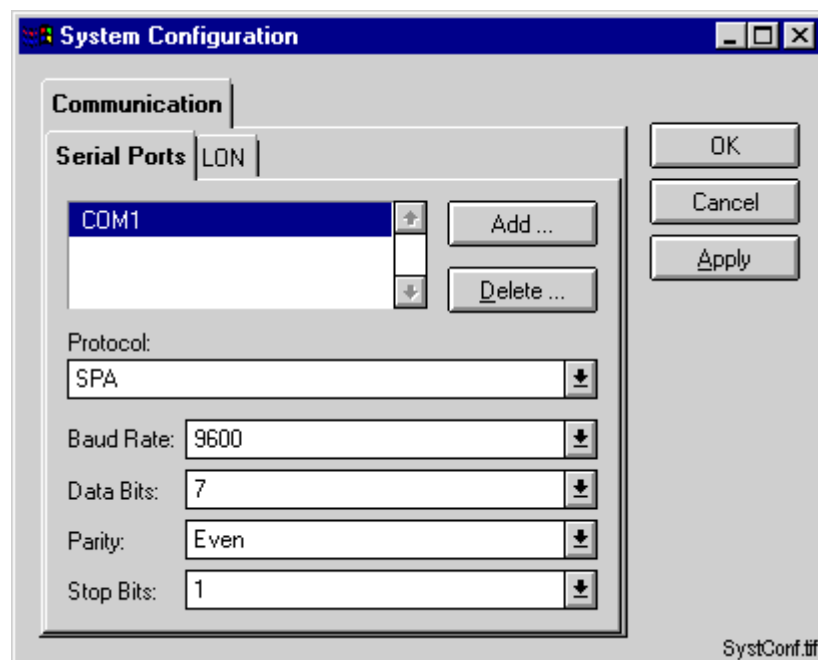 System Configuration
Communication
Serial Ports LON
COM1
Add ...
Delete ...
OK
Cancel
Apply
Protocol:
SPA
Baud Rate: 9600
Data Bits: 7
Parity: Even
Stop Bits: 1
SystConf.tif